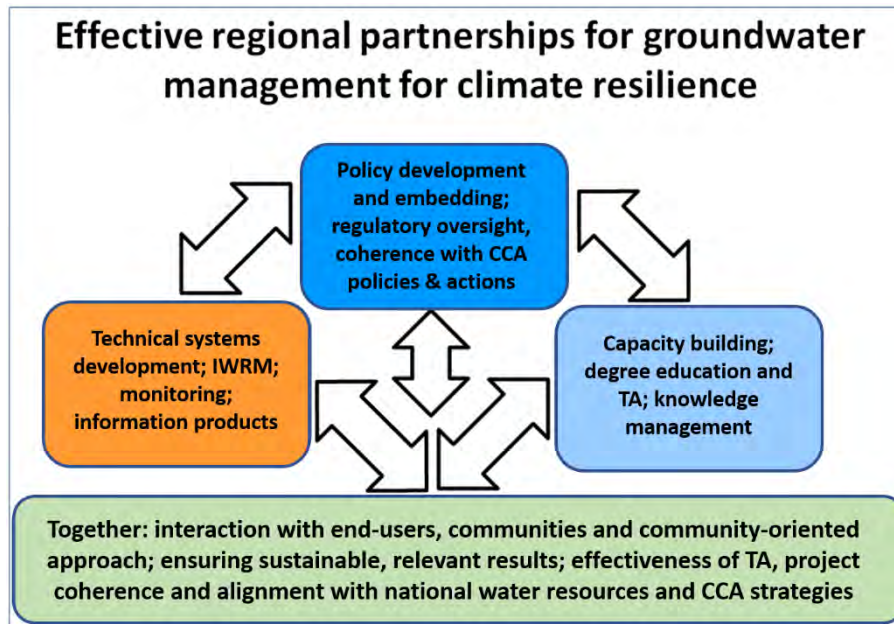 Effective regional partnerships for groundwater
management for climate resilience
Policy development
and embedding;
regulatory oversight,
coherence with CCA
policies & actions
Technical systems
development; IWRM;
monitoring;
information products
Capacity building;
degree education and
TA; knowledge
management
Together: interaction with end-users, communities and community-oriented
approach; ensuring sustainable, relevant results; effectiveness of TA, project
coherence and alignment with national water resources and CCA strategies